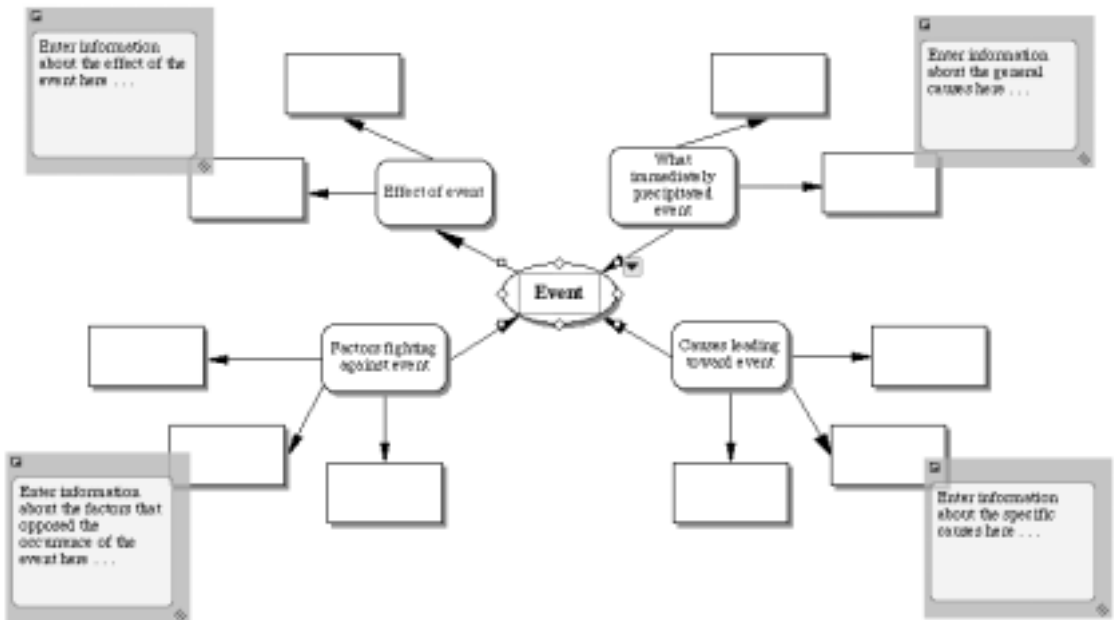 Enter information
about the effect of the
event here . . .
Enter information
about the general
causes here . . .
Effect of event
What
immediately
precipitated
event
Event
Factors fighting
against event
Causes leading
toward event
Enter information
about the factors that
opposed the
occurrence of the
event here . . .
Enter information
about the specific
causes here . . .